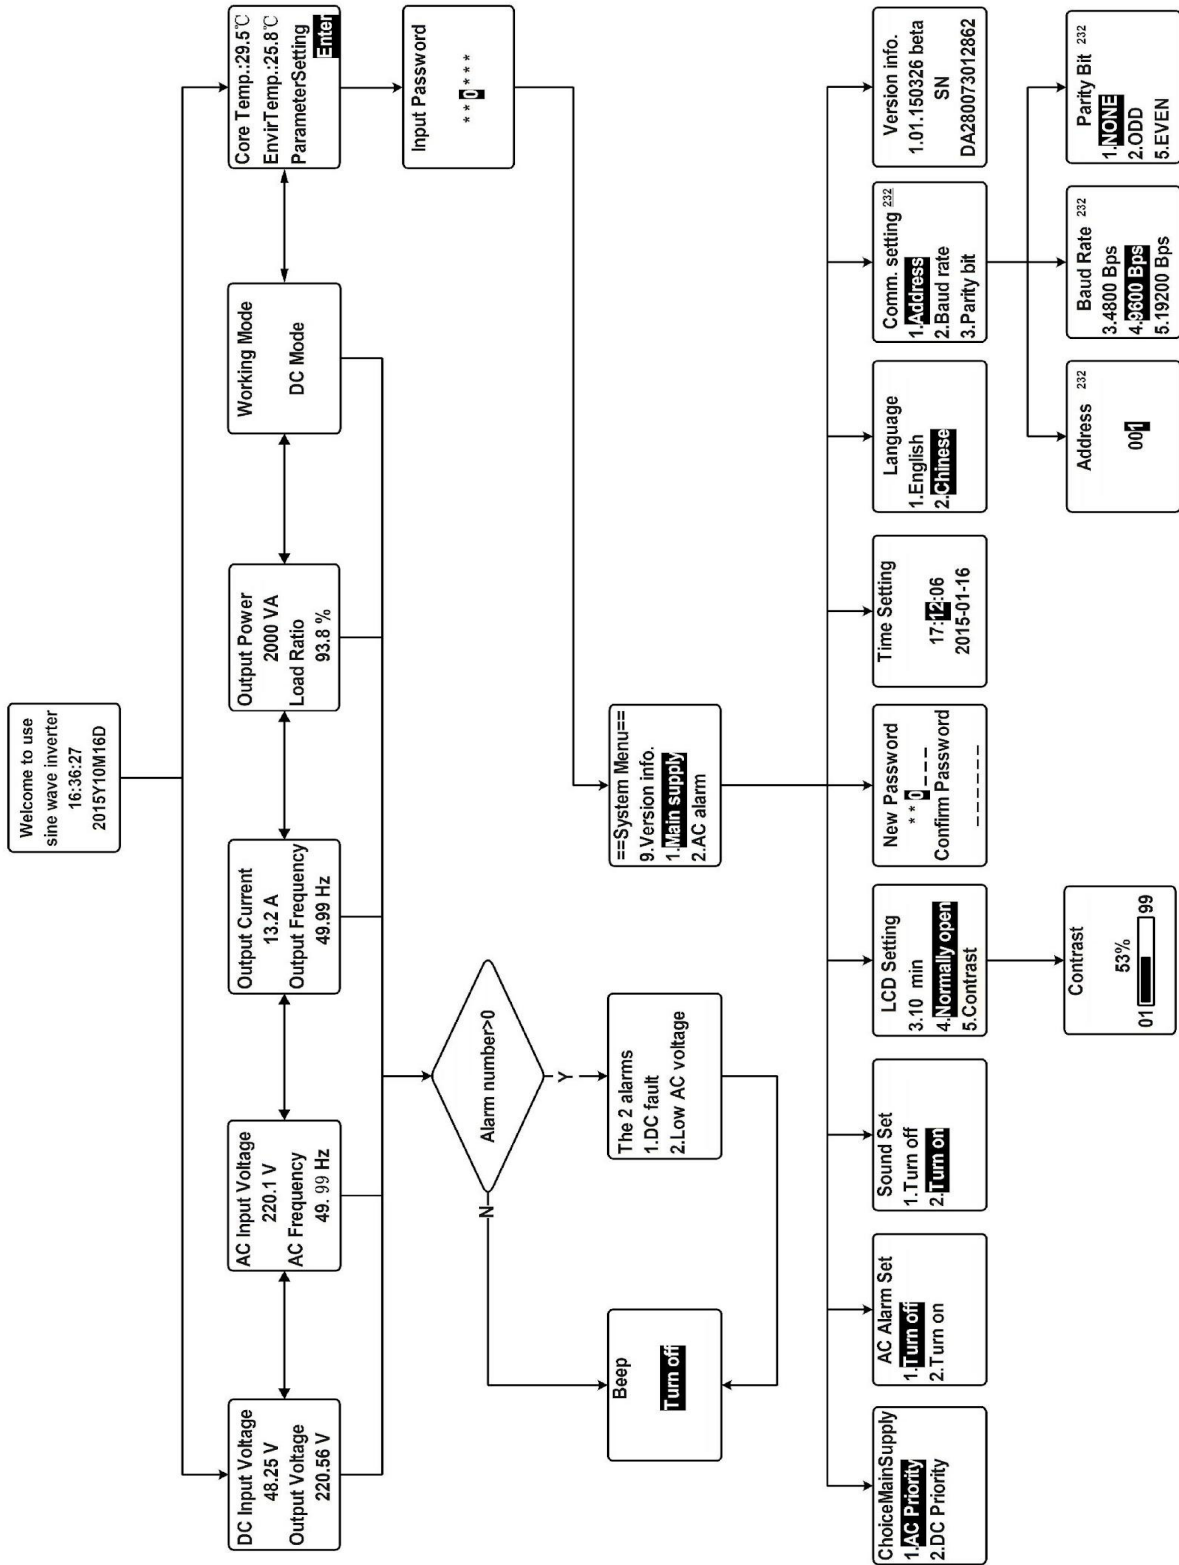 Welcome to use
sine wave inverter
16:36:27
2015Y10M16D
DC Input Voltage
48.25 V
Output Voltage
220.56 V
AC Input Voltage
220.1 V
AC Frequency
49. 99 Hz
Output Current
13.2 A
Output Frequency
49.99 Hz
Output Power
2000 VA
Load Ratio
93.8 %
Working Mode
DC Mode
Core Temp.:29.5℃
EnvirTemp.:25.8℃
ParameterSetting
Enter
Input Password
**0***
Alarm number>0
N
Y
Beep
Turn off
The 2 alarms
1.DC fault
2.Low AC voltage
==System Menu==
9.Version info.
1.Main supply
2.AC alarm
ChoiceMainSupply
1.AC Priority
2.DC Priority
AC Alarm Set
1.Turn off
2.Turn on
Sound Set
1.Turn off
2.Turn on
LCD Setting
3.10 min
4.Normally open
5.Contrast
New Password
**0___
Confirm Password
______
Time Setting
17:12:06
2015-01-16
Language
1.English
2.Chinese
Comm. setting 232
1.Address
2.Baud rate
3.Parity bit
Version info.
1.01.150326 beta
SN
DA280073012862
Contrast
53%
01 99
Address 232
001
Baud Rate 232
3.4800 Bps
4.9600 Bps
5.19200 Bps
Parity Bit 232
1.NONE
2.ODD
5.EVEN